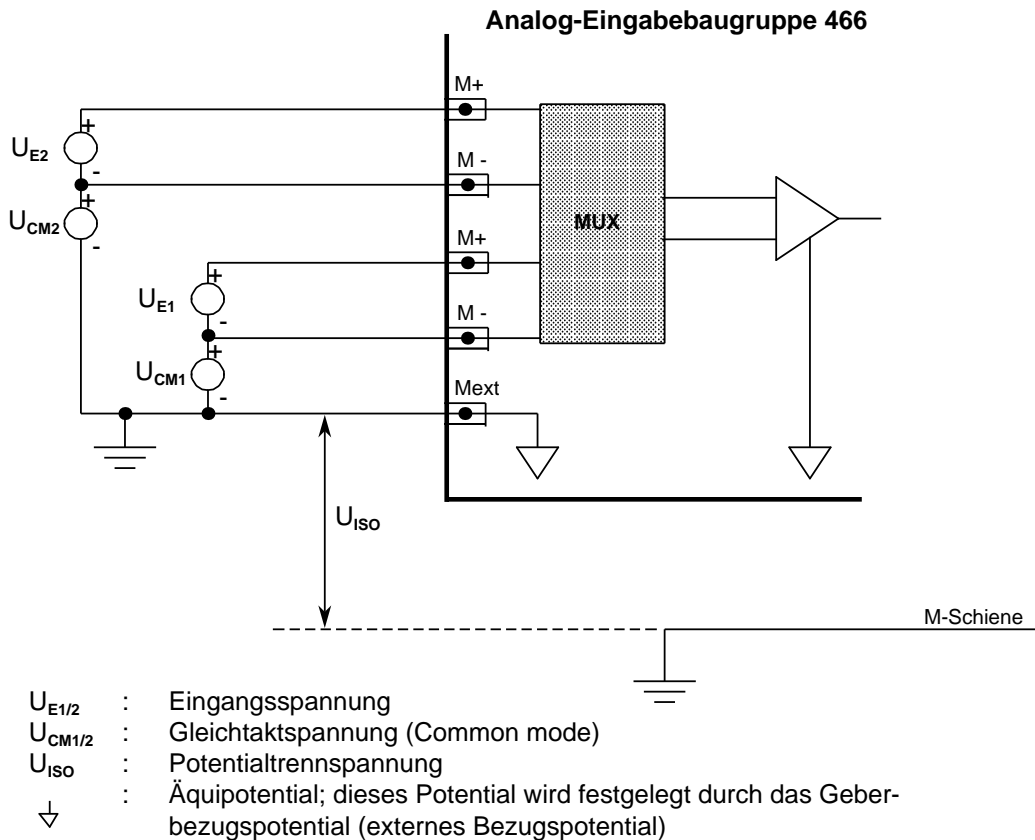 Analog-Eingabebaugruppe 466
M+
+
UE2
M -
-
+
UCM2
MUX
-
M+
+
UE1
M -
-
+
UCM1
Mext
-
UISO
M-Schiene
UE1/2 : Eingangsspannung
UCM1/2 : Gleichtaktspannung (Common mode)
UISO : Potentialtrennspannung
: Äquipotential; dieses Potential wird festgelegt durch das Geber-
bezugspotential (externes Bezugspotential)